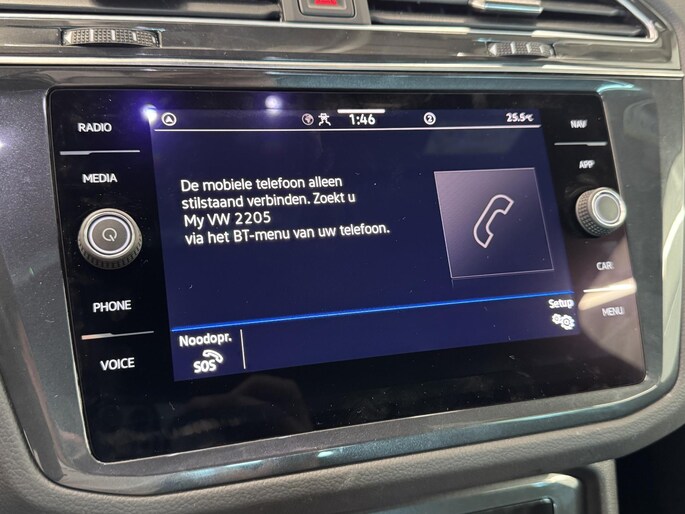 RADIO
MEDIA
PHONE
VOICE
1:46
2
25.5°C
De mobiele telefoon alleen
stilstaand verbinden. Zoekt u
My VW 2205
via het BT-menu van uw telefoon.
Noodopr.
SOS
Setup
NAV
APP
CAR
MENU